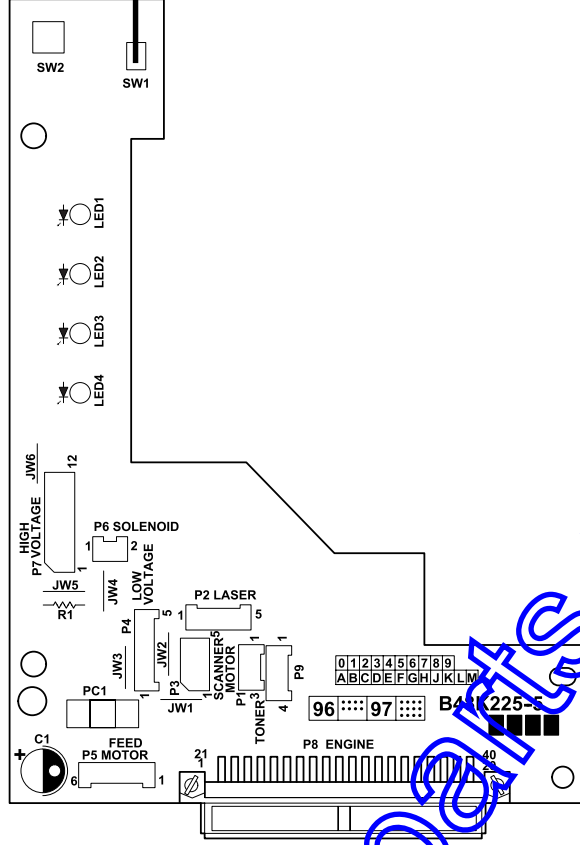 SW2
SW1
LED1
LED2
LED3
LED4
JW6
12
HIGH
P7 VOLTAGE
1
P6 SOLENOID
1
2
JW5
R1
JW4
LOW
VOLTAGE
P4
5
1
P2 LASER
1
5
JW3
JW2
P3
5
SCANNER
MOTOR
JW1
P1
1
3
TONER
1
P9
4
0 1 2 3 4 5 6 7 8 9
A B C D E F G H J K L M
PC1
96
97
C1
+
FEED
P5 MOTOR
6
1
P8 ENGINE
21
1
40
parts